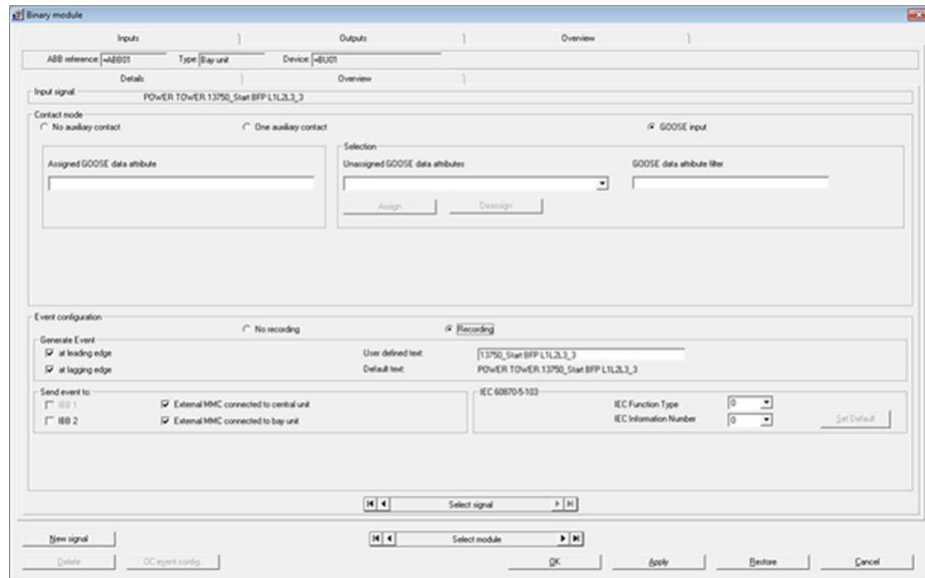 Binary module
Inputs Outputs Overview
ABB reference: =ABB01 Type: Bay unit Device: =BU01
Details Overview
Input signal
POWER TOWER.13750_Start BFP L1L2L3_3
Contact mode
No auxiliary contact One auxiliary contact GOOSE input
Selection
Assigned GOOSE data attribute Unassigned GOOSE data attributes GOOSE data attribute filter
Assign Deassign
Event configuration
No recording Recording
Generate Event
at leading edge User defined text: 13750_Start BFP L1L2L3_3
at lagging edge Default text: POWER TOWER.13750_Start BFP L1L2L3_3
Send event to: IEC 60870-5-103
IBB 1 External MMC connected to central unit IEC Function Type 0
IBB 2 External MMC connected to bay unit IEC Information Number 0 Set Default
Select signal
New signal Select module
Delete OC event config... OK Apply Restore Cancel